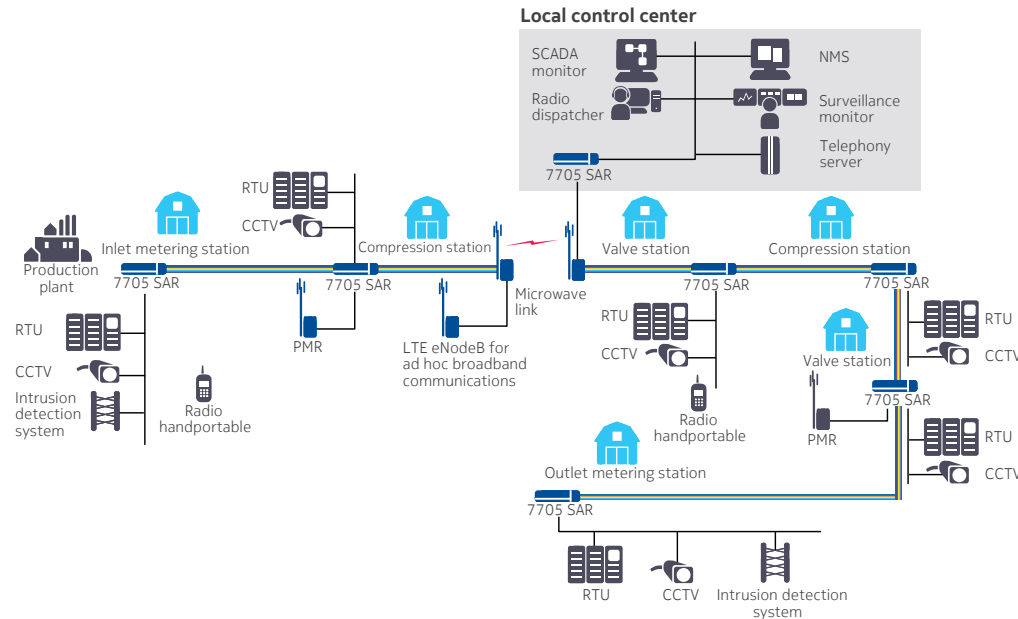 Local control center
SCADA
monitor
NMS
Radio
dispatcher
Surveillance
monitor
Telephony
server
7705 SAR
RTU
CCTV
Production
plant
Inlet metering station
7705 SAR
Compression station
7705 SAR
Microwave
link
Valve station
7705 SAR
Compression station
7705 SAR
RTU
CCTV
Intrusion
detection
system
Radio
handportable
PMR
LTE eNodeB for
ad hoc broadband
communications
RTU
CCTV
Radio
handportable
RTU
CCTV
Valve station
7705 SAR
PMR
RTU
CCTV
Outlet metering station
7705 SAR
RTU
CCTV
Intrusion detection
system